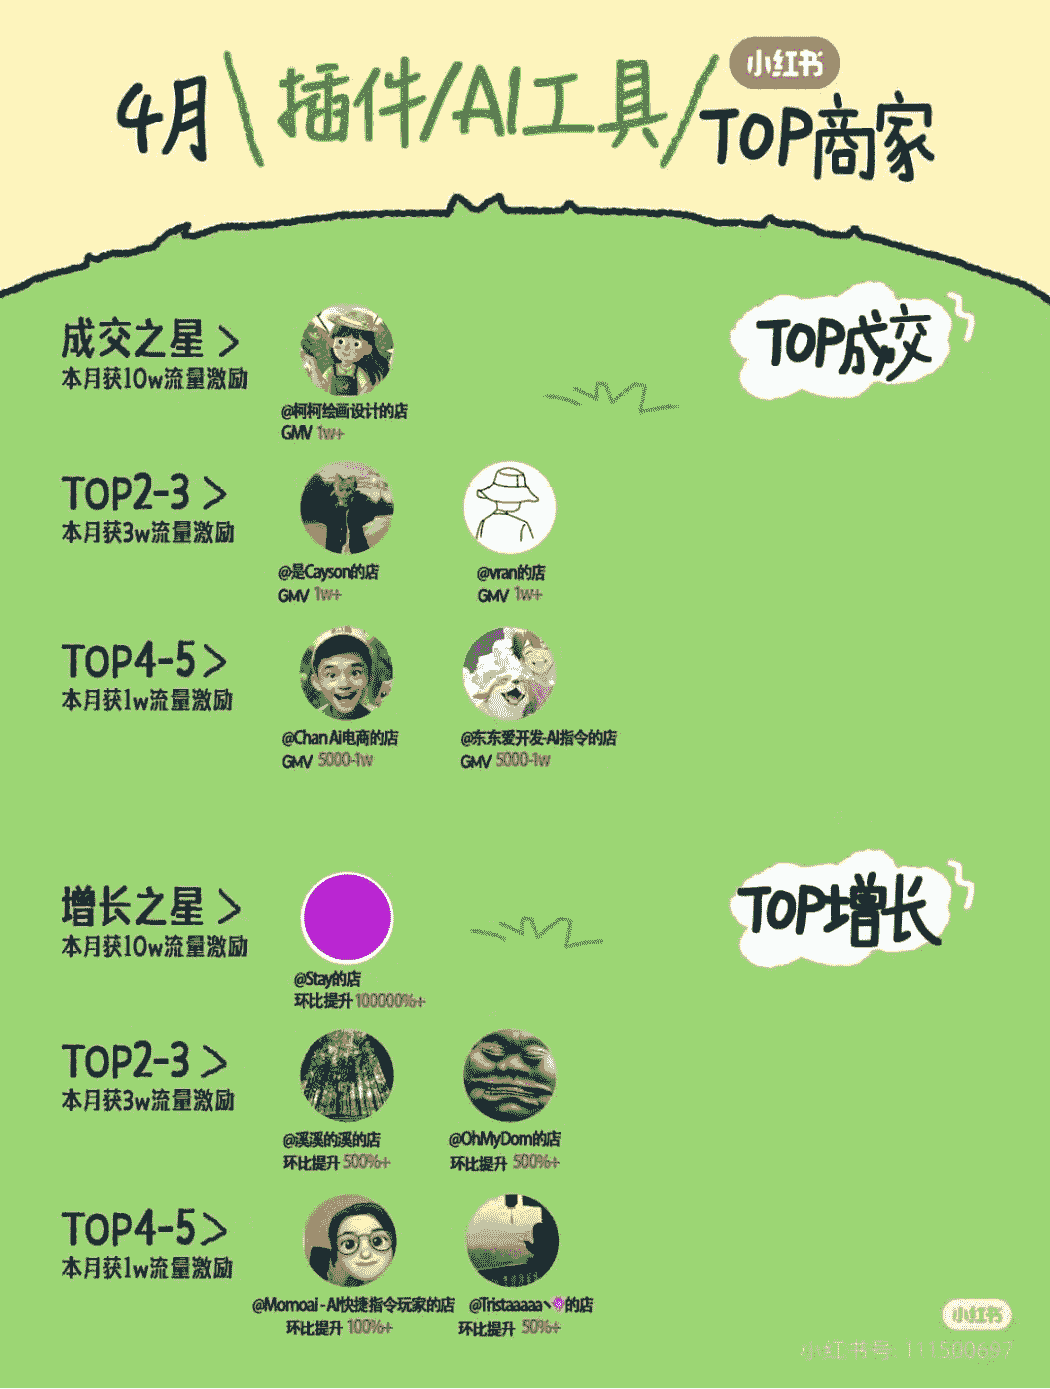 小红书
4月\插件/AI工具/TOP商家
TOP成交
成交之星 >
本月获10w流量激励
@柯柯绘画设计的店
GMV 1w+
TOP2-3 >
本月获3w流量激励
@是Cayson的店
GMV 1w+
@vran的店
GMV 1w+
TOP4-5>
本月获1w流量激励
@Chan Ai电商的店
GMV 5000-1w
@东东爱开发-AI指令的店
GMV 5000-1w
TOP增长
增长之星 >
本月获10w流量激励
@Stay的店
环比提升 100000%+
TOP2-3 >
本月获3w流量激励
@溪溪的溪的店
环比提升 500%+
@OhMyDom的店
环比提升 500%+
TOP4-5>
本月获1w流量激励
@Momoai - AI快捷指令玩家的店
环比提升 100%+
@Tristaaaaa丶的店
环比提升 50%+
小红书
小红书号: